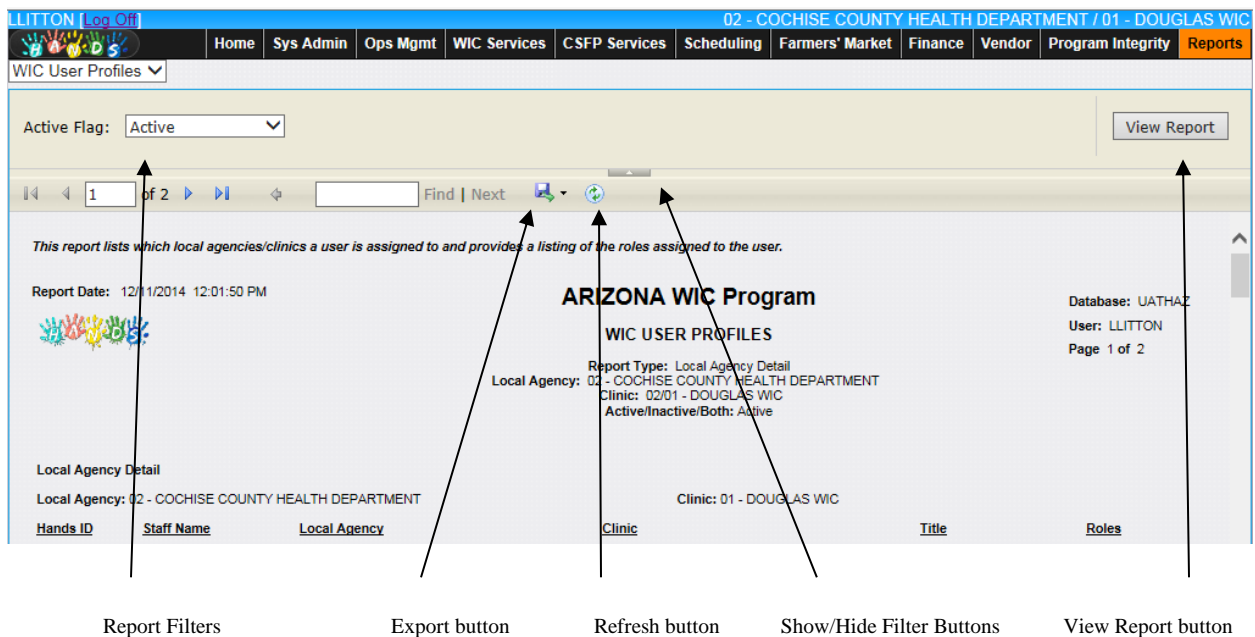 LLITTON [Log Off] 02 - COCHISE COUNTY HEALTH DEPARTMENT / 01 - DOUGLAS WIC
HANDS Home Sys Admin Ops Mgmt WIC Services CSFP Services Scheduling Farmers' Market Finance Vendor Program Integrity Reports
WIC User Profiles
Active Flag: Active View Report
1 of 2 Find | Next
This report lists which local agencies/clinics a user is assigned to and provides a listing of the roles assigned to the user.
Report Date: 12/11/2014 12:01:50 PM
ARIZONA WIC Program
Database: UATHAZ
HANDS
WIC USER PROFILES
User: LLITTON
Page 1 of 2
Report Type: Local Agency Detail
Local Agency: 02 - COCHISE COUNTY HEALTH DEPARTMENT
Clinic: 02/01 - DOUGLAS WIC
Active/Inactive/Both: Active
Local Agency Detail
Local Agency: 02 - COCHISE COUNTY HEALTH DEPARTMENT Clinic: 01 - DOUGLAS WIC
Hands ID Staff Name Local Agency Clinic Title Roles
Report Filters Export button Refresh button Show/Hide Filter Buttons View Report button